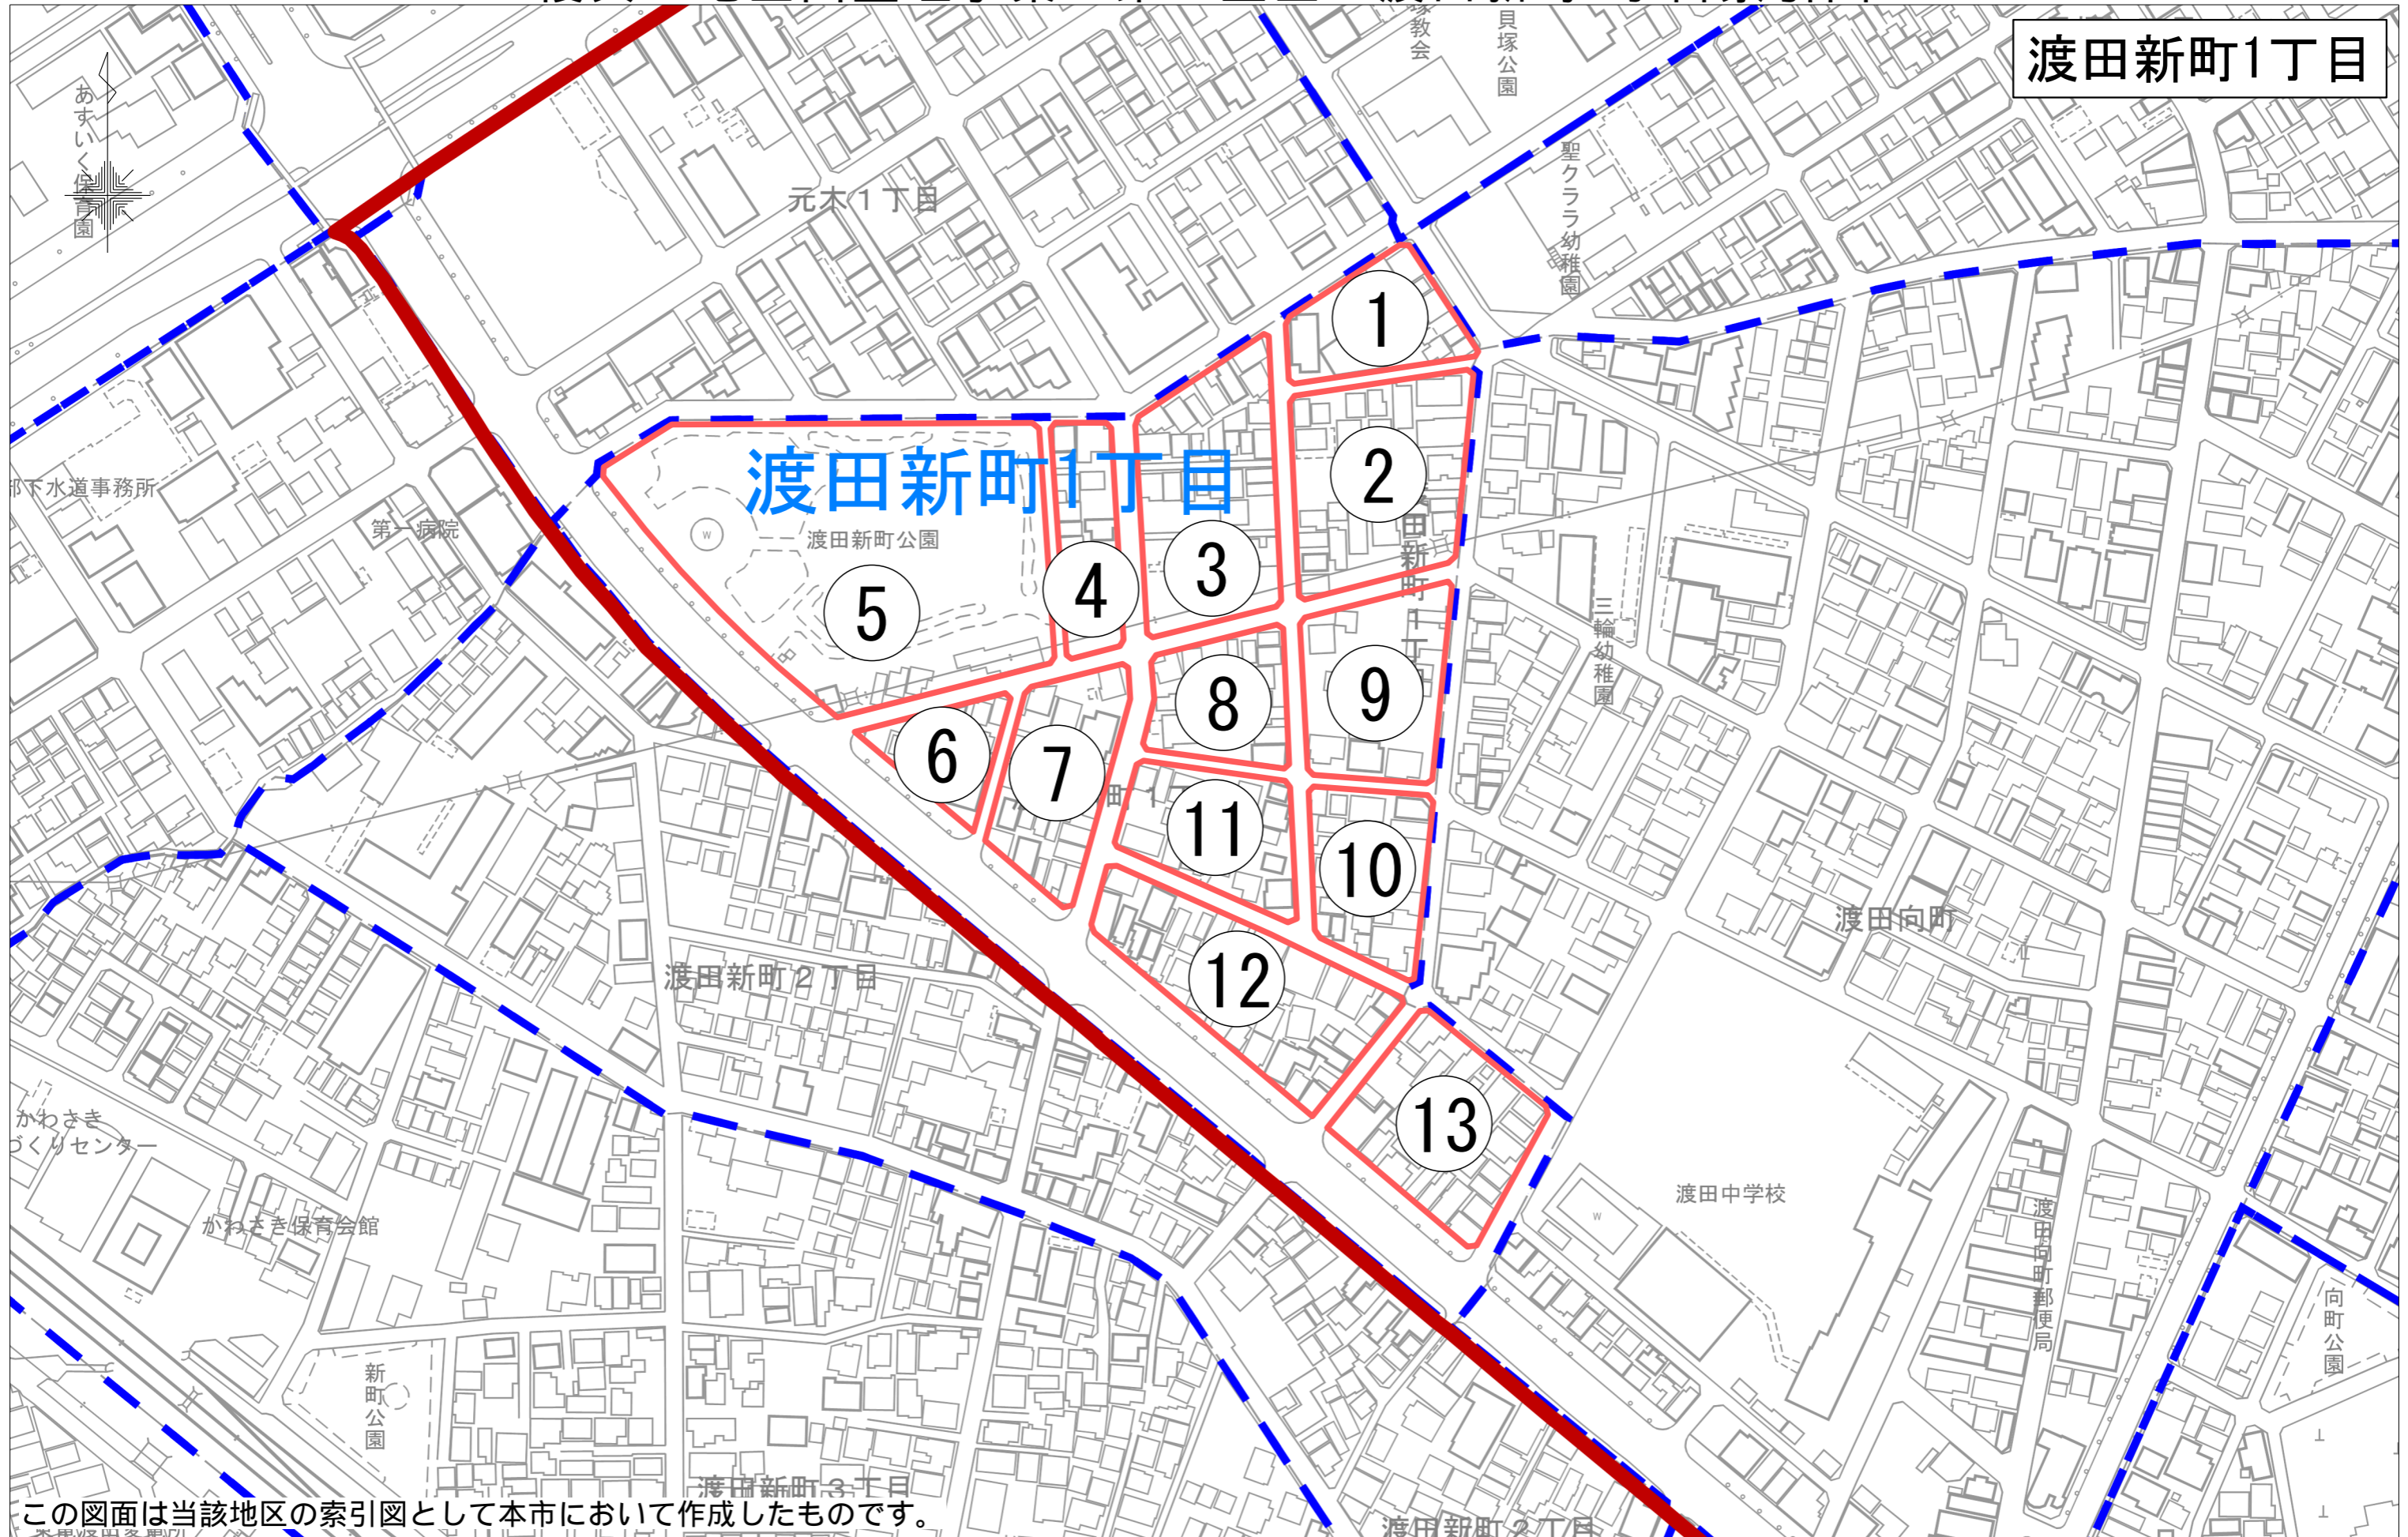 渡田新町1丁目
貝塚公園
教会
あすいく保育園
元木1丁目
聖クララ幼稚園
1
2
渡田新町1丁目
部下水道事務所
第一病院
渡田新町公園
3
4
5
田新町1丁
三輪幼稚園
8
9
6
7
町1
11
10
渡田向町
12
渡田新町2丁目
13
かわさき
づくりセンター
かわさき保育会館
渡田中学校
W
W
渡田向町郵便局
向町公園
新町公園
渡田新町3丁目
この図面は当該地区の索引図として本市において作成したものです。
渡田新町2丁目